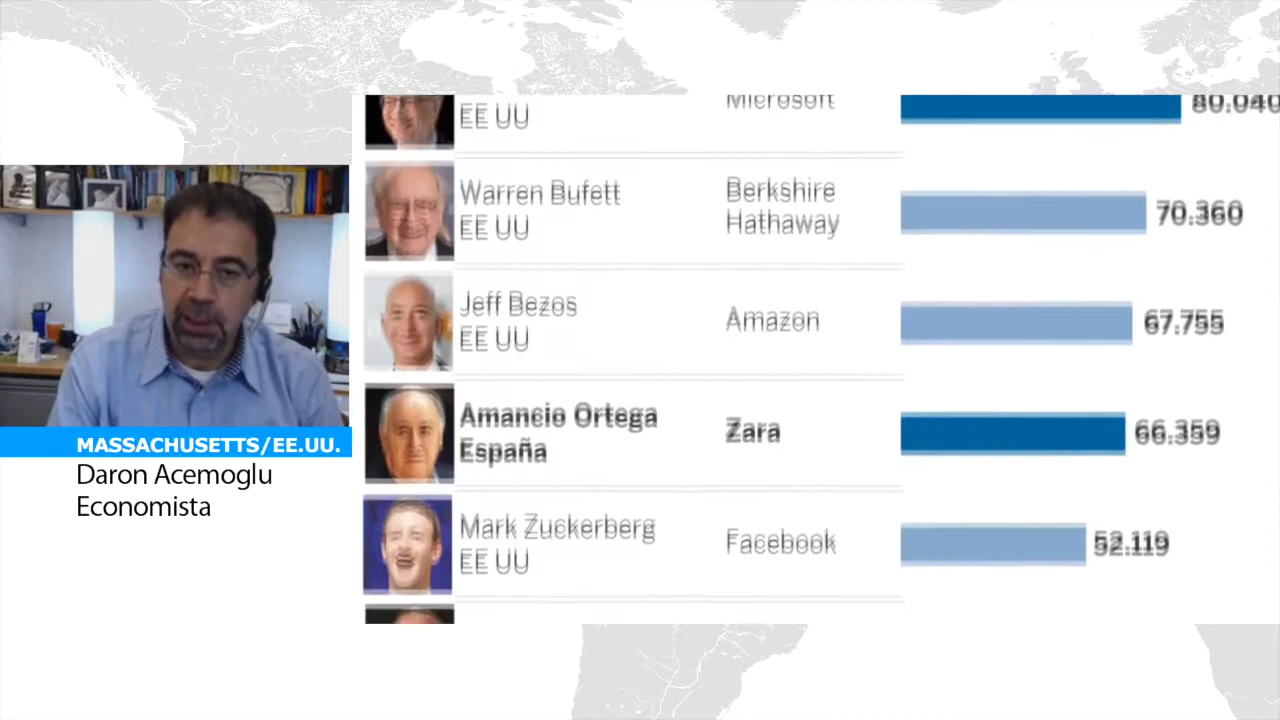 EE UU
Microsoft
80.040
Warren Bufett
EE UU
Berkshire
Hathaway
70.360
Jeff Bezos
EE UU
Amazon
67.755
Amancio Ortega
España
Zara
66.359
Mark Zuckerberg
EE UU
Facebook
52.119
MASSACHUSETTS/EE.UU.
Daron Acemoglu
Economista